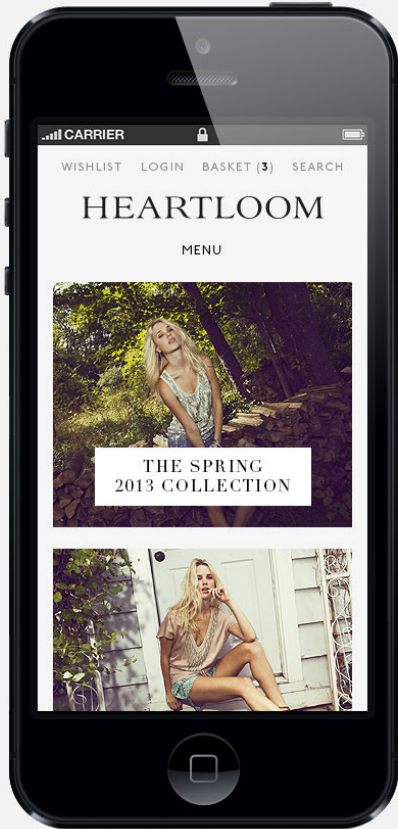 CARRIER
WISHLIST LOGIN BASKET (3) SEARCH
HEARTLOOM
MENU
THE SPRING
2013 COLLECTION